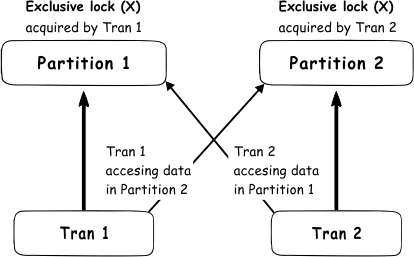 Exclusive lock (X)
acquired by Tran 1
Exclusive lock (X)
acquired by Tran 2
Partition 1
Partition 2
Tran 1
accesing data
in Partition 2
Tran 2
accesing data
in Partition 1
Tran 1
Tran 2